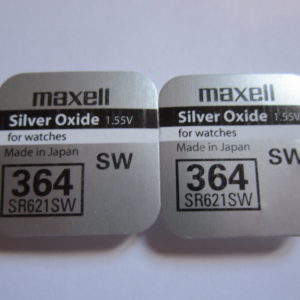 maxell
Silver Oxide 1.55V
for watches
Made in Japan
SW
364
SR621SW
maxell
Silver Oxide 1.55V
for watches
Made in Japan
SW
364
SR621SW